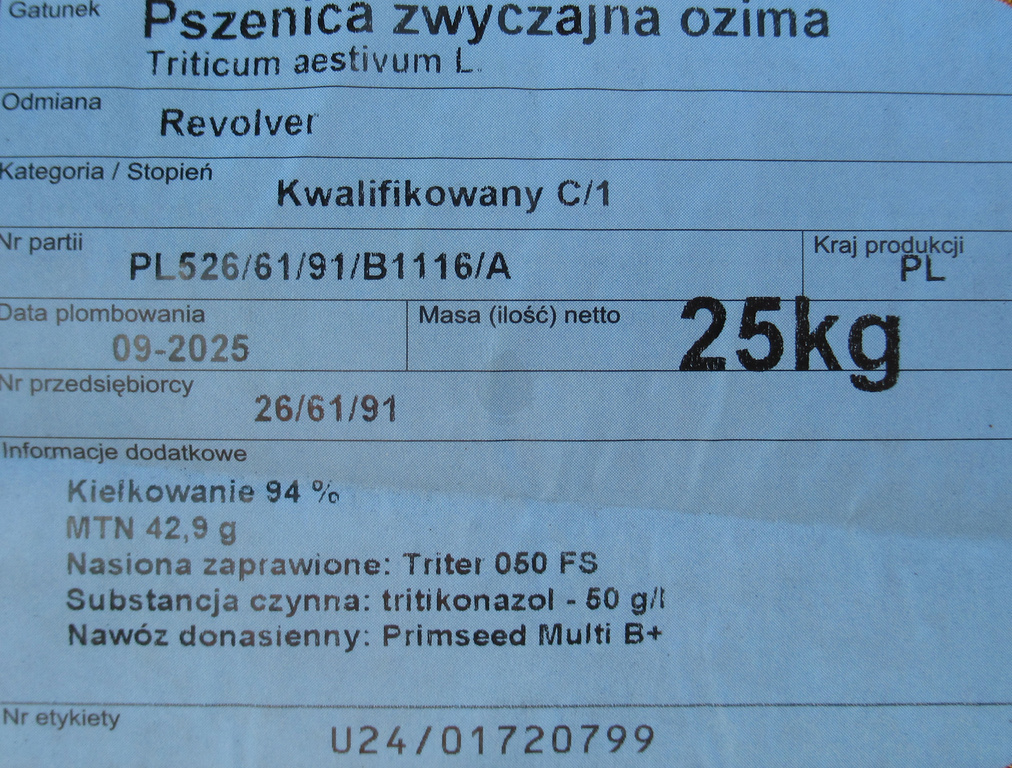 Gatunek
Pszenica zwyczajna ozima
Triticum aestivum L.
Odmiana
Revolver
Kategoria / Stopień
Kwalifikowany C/1
Nr partii
PL526/61/91/B1116/A
Kraj produkcji
PL
Data plombowania
09-2025
Masa (ilość) netto
25kg
Nr przedsiębiorcy
26/61/91
Informacje dodatkowe
Kiełkowanie 94 %
MTN 42,9 g
Nasiona zaprawione: Triter 050 FS
Substancja czynna: tritikonazol - 50 g/l
Nawóz donasienny: Primseed Multi B+
Nr etykiety
U24/01720799